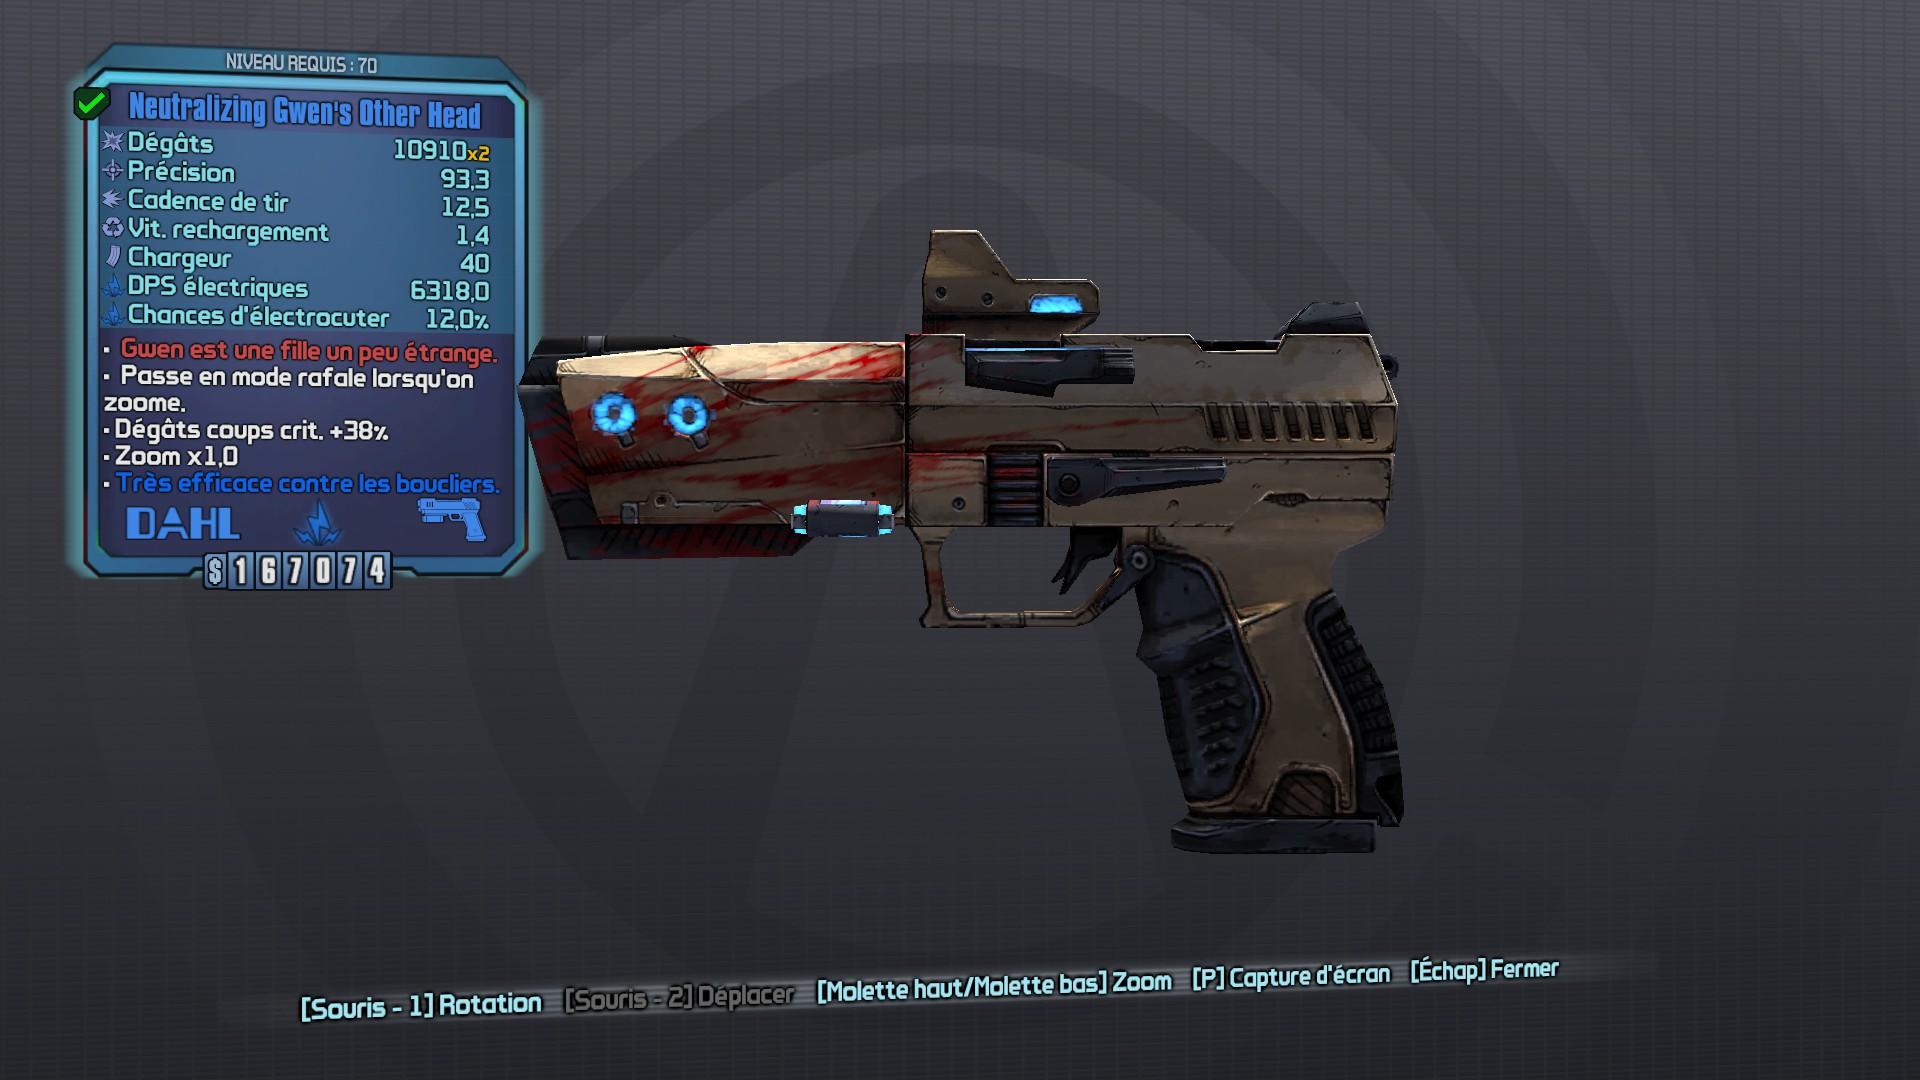 NIVEAU REQUIS : 70
Neutralizing Gwen's Other Head
Dégâts 10910x2
Précision 93,3
Cadence de tir 12,5
Vit. rechargement 1,4
Chargeur 40
DPS électriques 6318,0
Chances d'électrocuter 12,0%
· Gwen est une fille un peu étrange.
· Passe en mode rafale lorsqu'on
zoome.
· Dégâts coups crit. +38%
· Zoom x1,0
· Très efficace contre les boucliers.
DAHL
$167074
[Souris - 1] Rotation [Souris - 2] Déplacer [Molette haut/Molette bas] Zoom [P] Capture d'écran [Échap] Fermer